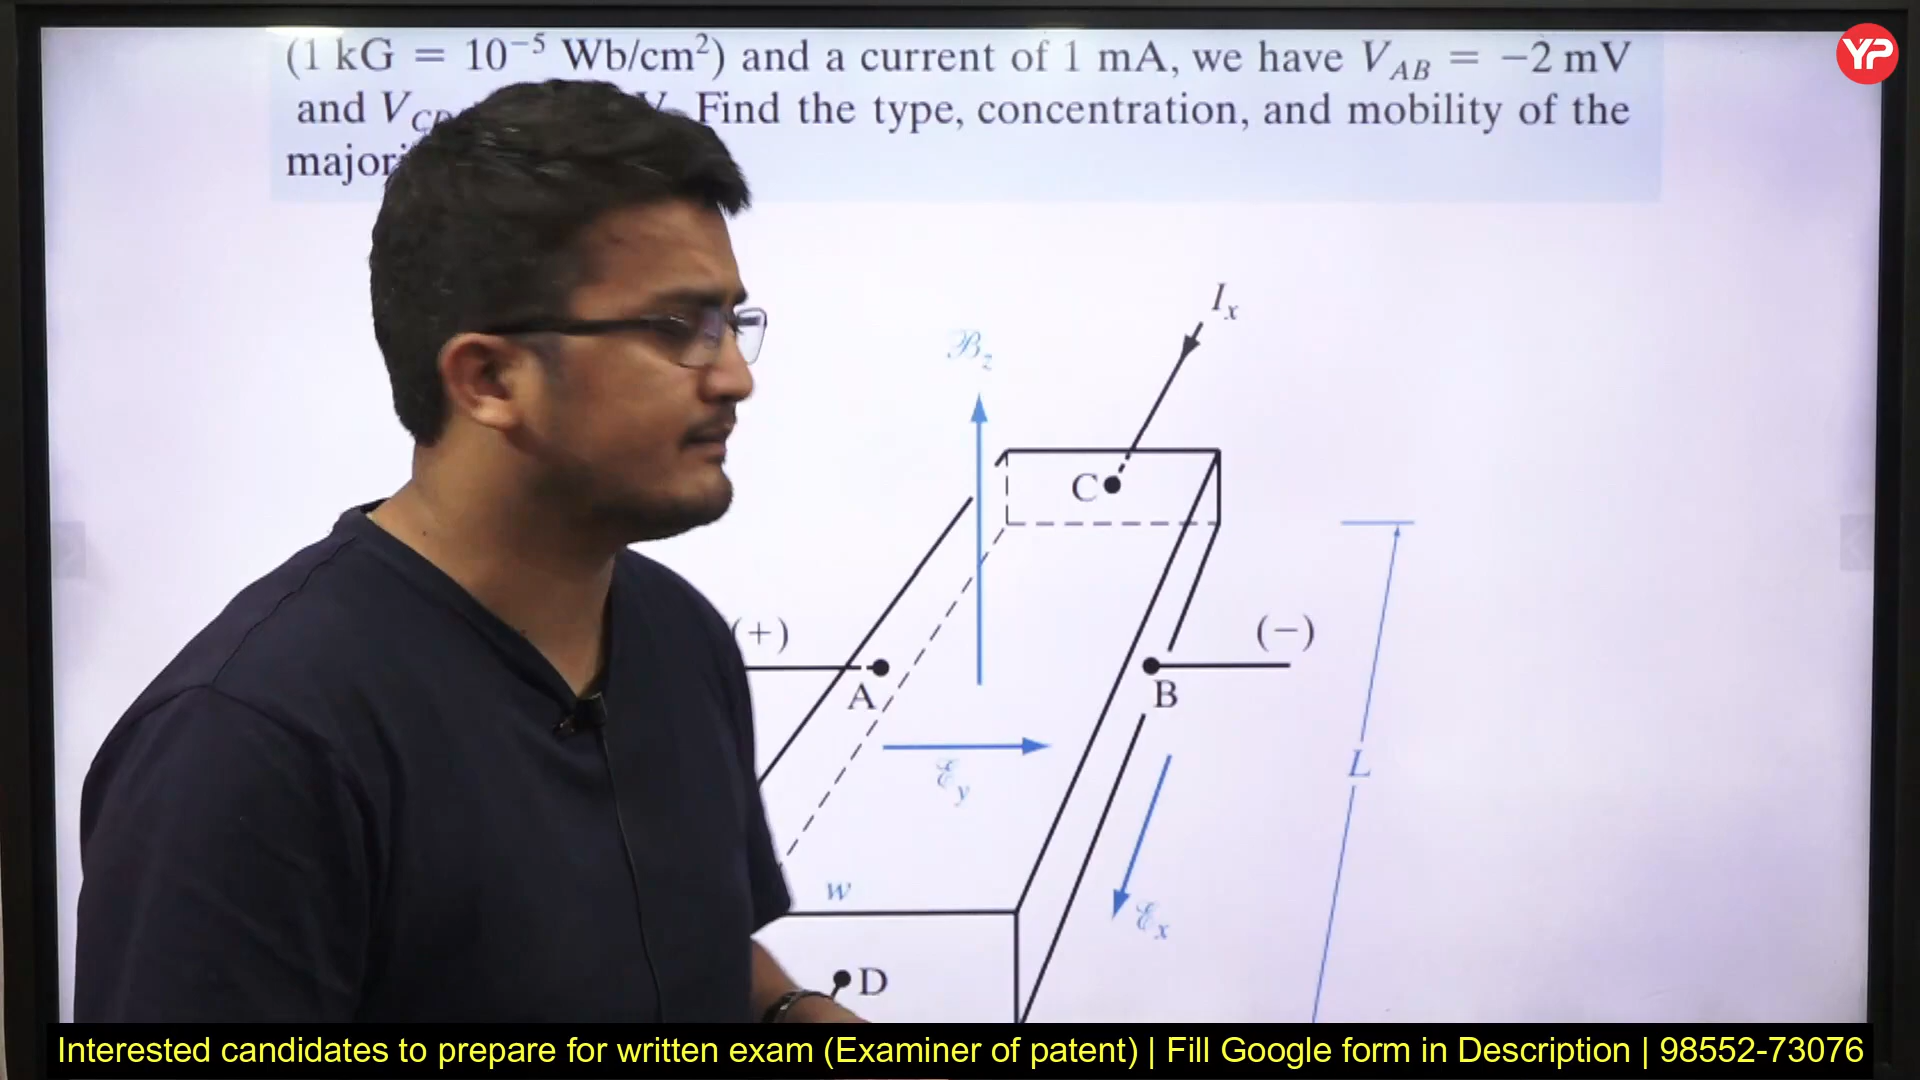 (1 kG = 10⁻⁵ Wb/cm²) and a current of 1 mA, we have V_AB = −2 mV
and V Find the type, concentration, and mobility of the
YP
I_x
ℬ_z
C
(+)
(−)
A
B
ℰ_y
L
w
ℰ_x
D
Interested candidates to prepare for written exam (Examiner of patent) | Fill Google form in Description | 98552-73076